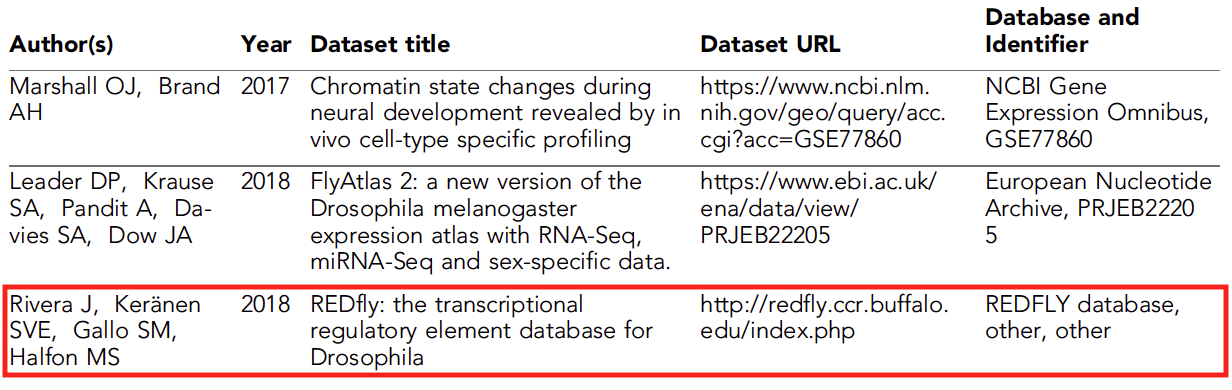 Author(s) Year Dataset title Dataset URL Database and Identifier
Marshall OJ, Brand 2017 Chromatin state changes during https://www.ncbi.nlm. NCBI Gene
AH neural development revealed by in nih.gov/geo/query/acc. Expression Omnibus,
vivo cell-type specific profiling cgi?acc=GSE77860 GSE77860
Leader DP, Krause 2018 FlyAtlas 2: a new version of the https://www.ebi.ac.uk/ European Nucleotide
SA, Pandit A, Da- Drosophila melanogaster ena/data/view/ Archive, PRJEB2220
vies SA, Dow JA expression atlas with RNA-Seq, PRJEB22205 5
miRNA-Seq and sex-specific data.
Rivera J, Keränen 2018 REDfly: the transcriptional http://redfly.ccr.buffalo. REDFLY database,
SVE, Gallo SM, regulatory element database for edu/index.php other, other
Halfon MS Drosophila